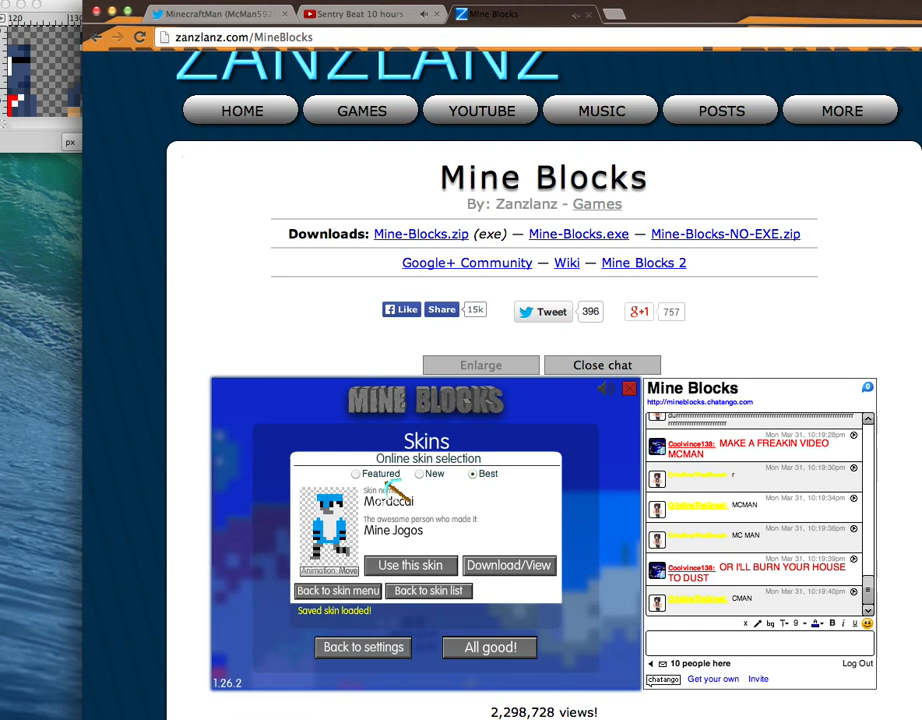 MinecraftMan (McMan592
Sentry Beat 10 hours -
Mine Blocks
zanzlanz.com/MineBlocks
px
ZANZLANZ
HOME GAMES YOUTUBE MUSIC POSTS MORE
Mine Blocks
By: Zanzlanz - Games
Downloads: Mine-Blocks.zip (exe) — Mine-Blocks.exe — Mine-Blocks-NO-EXE.zip
Google+ Community — Wiki — Mine Blocks 2
Like Share 15k Tweet 396 g+1 757
Enlarge Close chat
MINE BLOCKS
Skins
Online skin selection
Featured New Best
Skin
Mordecai
The awesome person who made it:
Mine Jogos
Animation: Move
Use this skin Download/View
Back to skin menu Back to skin list
Saved skin loaded!
Back to settings All good!
1.26.2
Mine Blocks
http://mineblocks.chatango.com
Mon Mar 31, 10:19:28pm
Coolvince138: MAKE A FREAKIN VIDEO
MCMAN
Mon Mar 31, 10:19:30pm
r
Mon Mar 31, 10:19:34pm
MCMAN
Mon Mar 31, 10:19:36pm
MC MAN
Mon Mar 31, 10:19:39pm
Coolvince138: OR I'LL BURN YOUR HOUSE
TO DUST
Mon Mar 31, 10:19:40pm
CMAN
x bg T 9 A B i U
10 people here Log Out
chatango Get your own Invite
2,298,728 views!